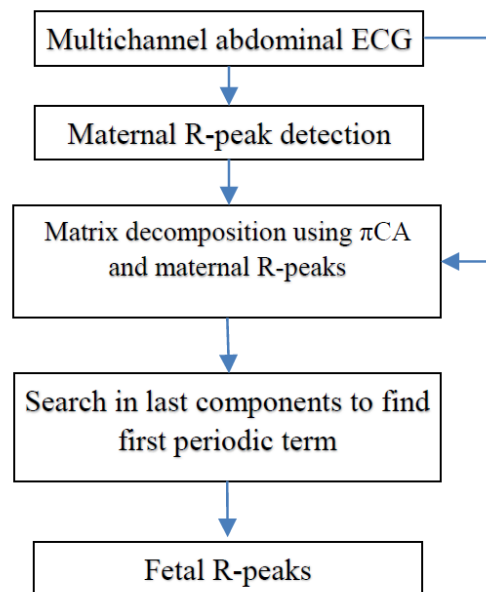 Multichannel abdominal ECG
Maternal R-peak detection
Matrix decomposition using πCA
and maternal R-peaks
Search in last components to find
first periodic term
Fetal R-peaks